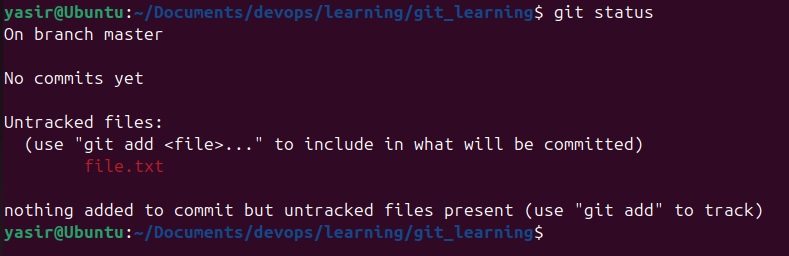 yasir@Ubuntu:~/Documents/devops/learning/git_learning$ git status
On branch master
No commits yet
Untracked files:
(use "git add <file>..." to include in what will be committed)
file.txt
nothing added to commit but untracked files present (use "git add" to track)
yasir@Ubuntu:~/Documents/devops/learning/git_learning$